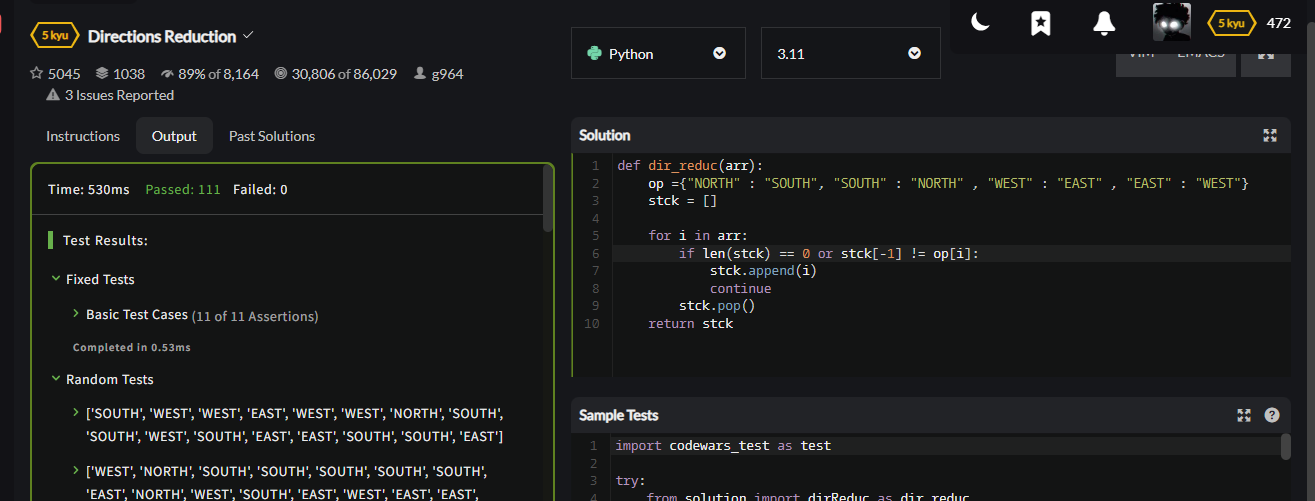 5 kyu Directions Reduction
5045 1038 89% of 8,164 30,806 of 86,029 g964
3 Issues Reported
Instructions Output Past Solutions
Time: 530ms Passed: 111 Failed: 0
Test Results:
Fixed Tests
Basic Test Cases (11 of 11 Assertions)
Completed in 0.53ms
Random Tests
['SOUTH', 'WEST', 'WEST', 'EAST', 'WEST', 'WEST', 'NORTH', 'SOUTH',
'SOUTH', 'WEST', 'SOUTH', 'EAST', 'EAST', 'SOUTH', 'SOUTH', 'EAST']
['WEST', 'NORTH', 'SOUTH', 'SOUTH', 'SOUTH', 'SOUTH', 'SOUTH',
'EAST', 'NORTH', 'WEST', 'SOUTH', 'EAST', 'WEST', 'EAST', 'EAST',
5 kyu 472
Python 3.11
VIM EMACS
Solution
1 def dir_reduc(arr):
2 op ={"NORTH" : "SOUTH", "SOUTH" : "NORTH" , "WEST" : "EAST" , "EAST" : "WEST"}
3 stck = []
4
5 for i in arr:
6 if len(stck) == 0 or stck[-1] != op[i]:
7 stck.append(i)
8 continue
9 stck.pop()
10 return stck
Sample Tests
1 import codewars_test as test
2
3 try:
4 from solution import dirReduc as dir_reduc